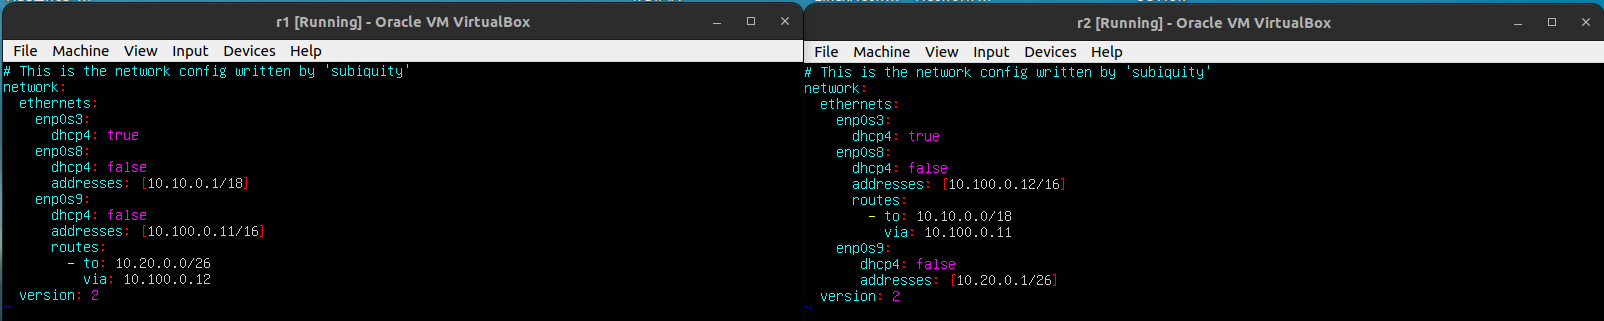 r1 [Running] - Oracle VM VirtualBox
File Machine View Input Devices Help
# This is the network config written by 'subiquity'
network:
  ethernets:
    enp0s3:
      dhcp4: true
    enp0s8:
      dhcp4: false
      addresses: [10.10.0.1/18]
    enp0s9:
      dhcp4: false
      addresses: [10.100.0.11/16]
      routes:
        - to: 10.20.0.0/26
          via: 10.100.0.12
  version: 2
~
r2 [Running] - Oracle VM VirtualBox
File Machine View Input Devices Help
# This is the network config written by 'subiquity'
network:
  ethernets:
    enp0s3:
      dhcp4: true
    enp0s8:
      dhcp4: false
      addresses: [10.100.0.12/16]
      routes:
        - to: 10.10.0.0/18
          via: 10.100.0.11
    enp0s9:
       dhcp4: false
       addresses: [10.20.0.1/26]
  version: 2
~